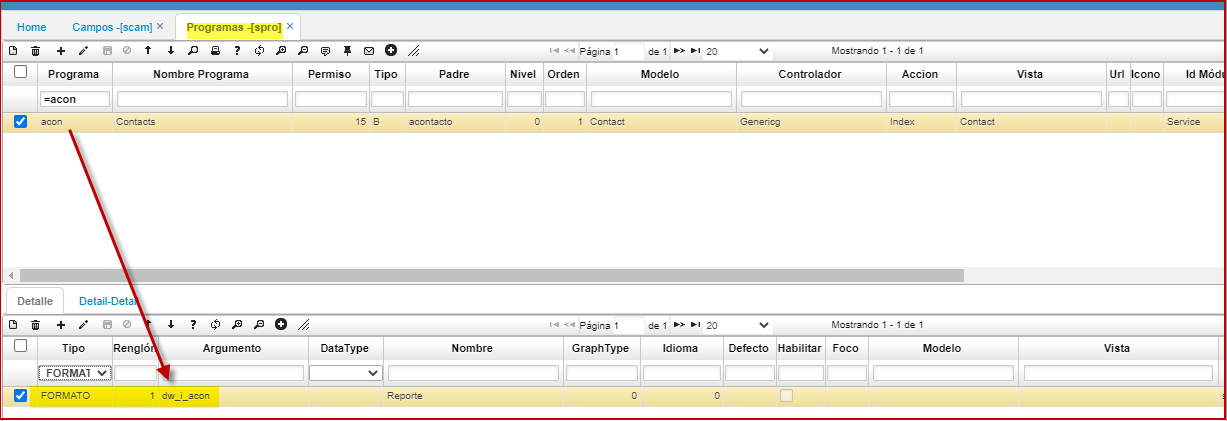 Home Campos -[scam] × Programas -[spro] ×
Página 1 de 1 20 Mostrando 1 - 1 de 1
Programa Nombre Programa Permiso Tipo Padre Nivel Orden Modelo Controlador Accion Vista Url Icono Id Módu
=acon
acon Contacts 15 B acontacto 0 1 Contact Genericg Index Contact Service
Detalle Detail-Detail
Página 1 de 1 20 Mostrando 1 - 1 de 1
Tipo Renglón Argumento DataType Nombre GraphType Idioma Defecto Habilitar Foco Modelo Vista
FORMAT
FORMATO 1 dw_i_acon Reporte 0 0